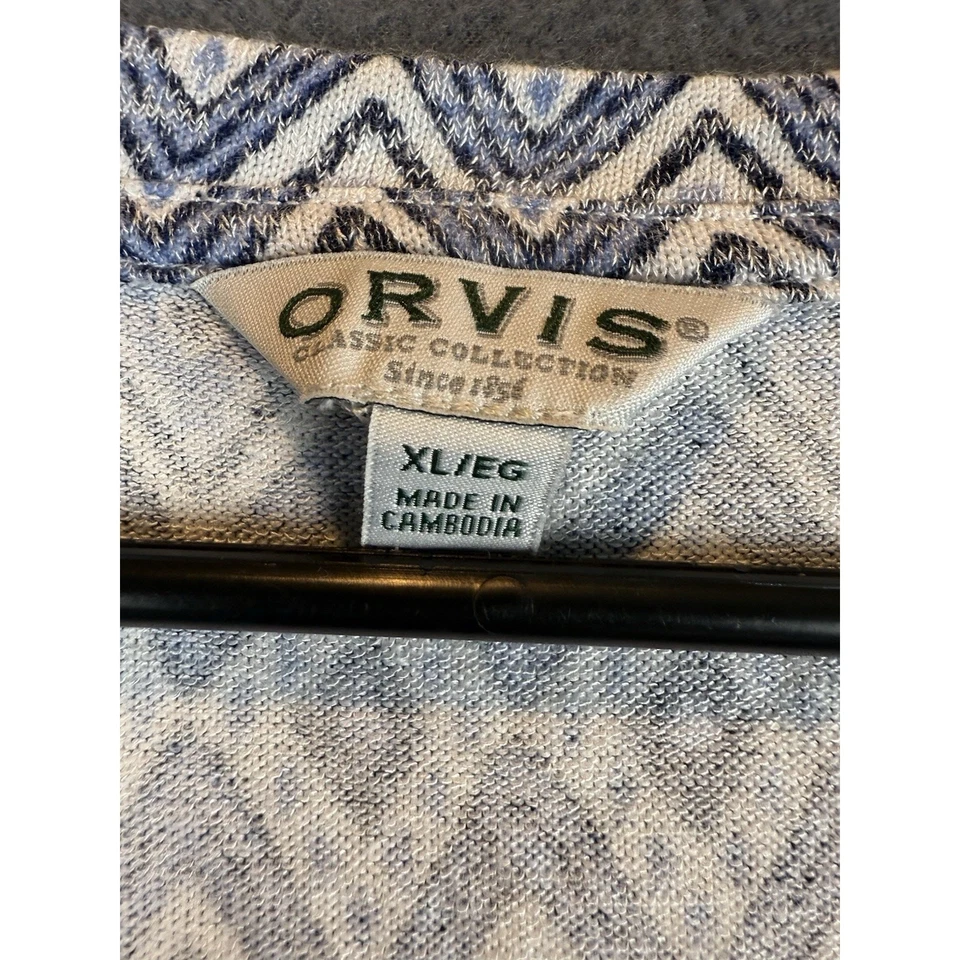 ORVIS®
CLASSIC COLLECTION
Since 1856
XL/EG
MADE IN
CAMBODIA